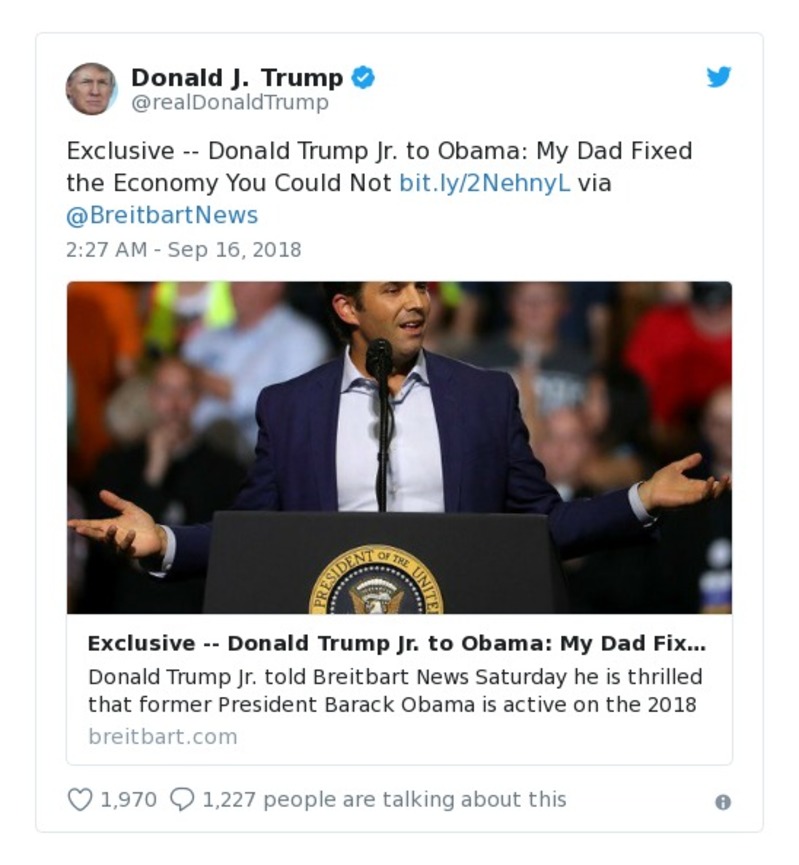 Donald J. Trump
@realDonaldTrump
Exclusive -- Donald Trump Jr. to Obama: My Dad Fixed
the Economy You Could Not bit.ly/2NehnyL via
@BreitbartNews
2:27 AM - Sep 16, 2018
PRESIDENT OF THE UNITED
Exclusive -- Donald Trump Jr. to Obama: My Dad Fix...
Donald Trump Jr. told Breitbart News Saturday he is thrilled
that former President Barack Obama is active on the 2018
breitbart.com
1,970 1,227 people are talking about this